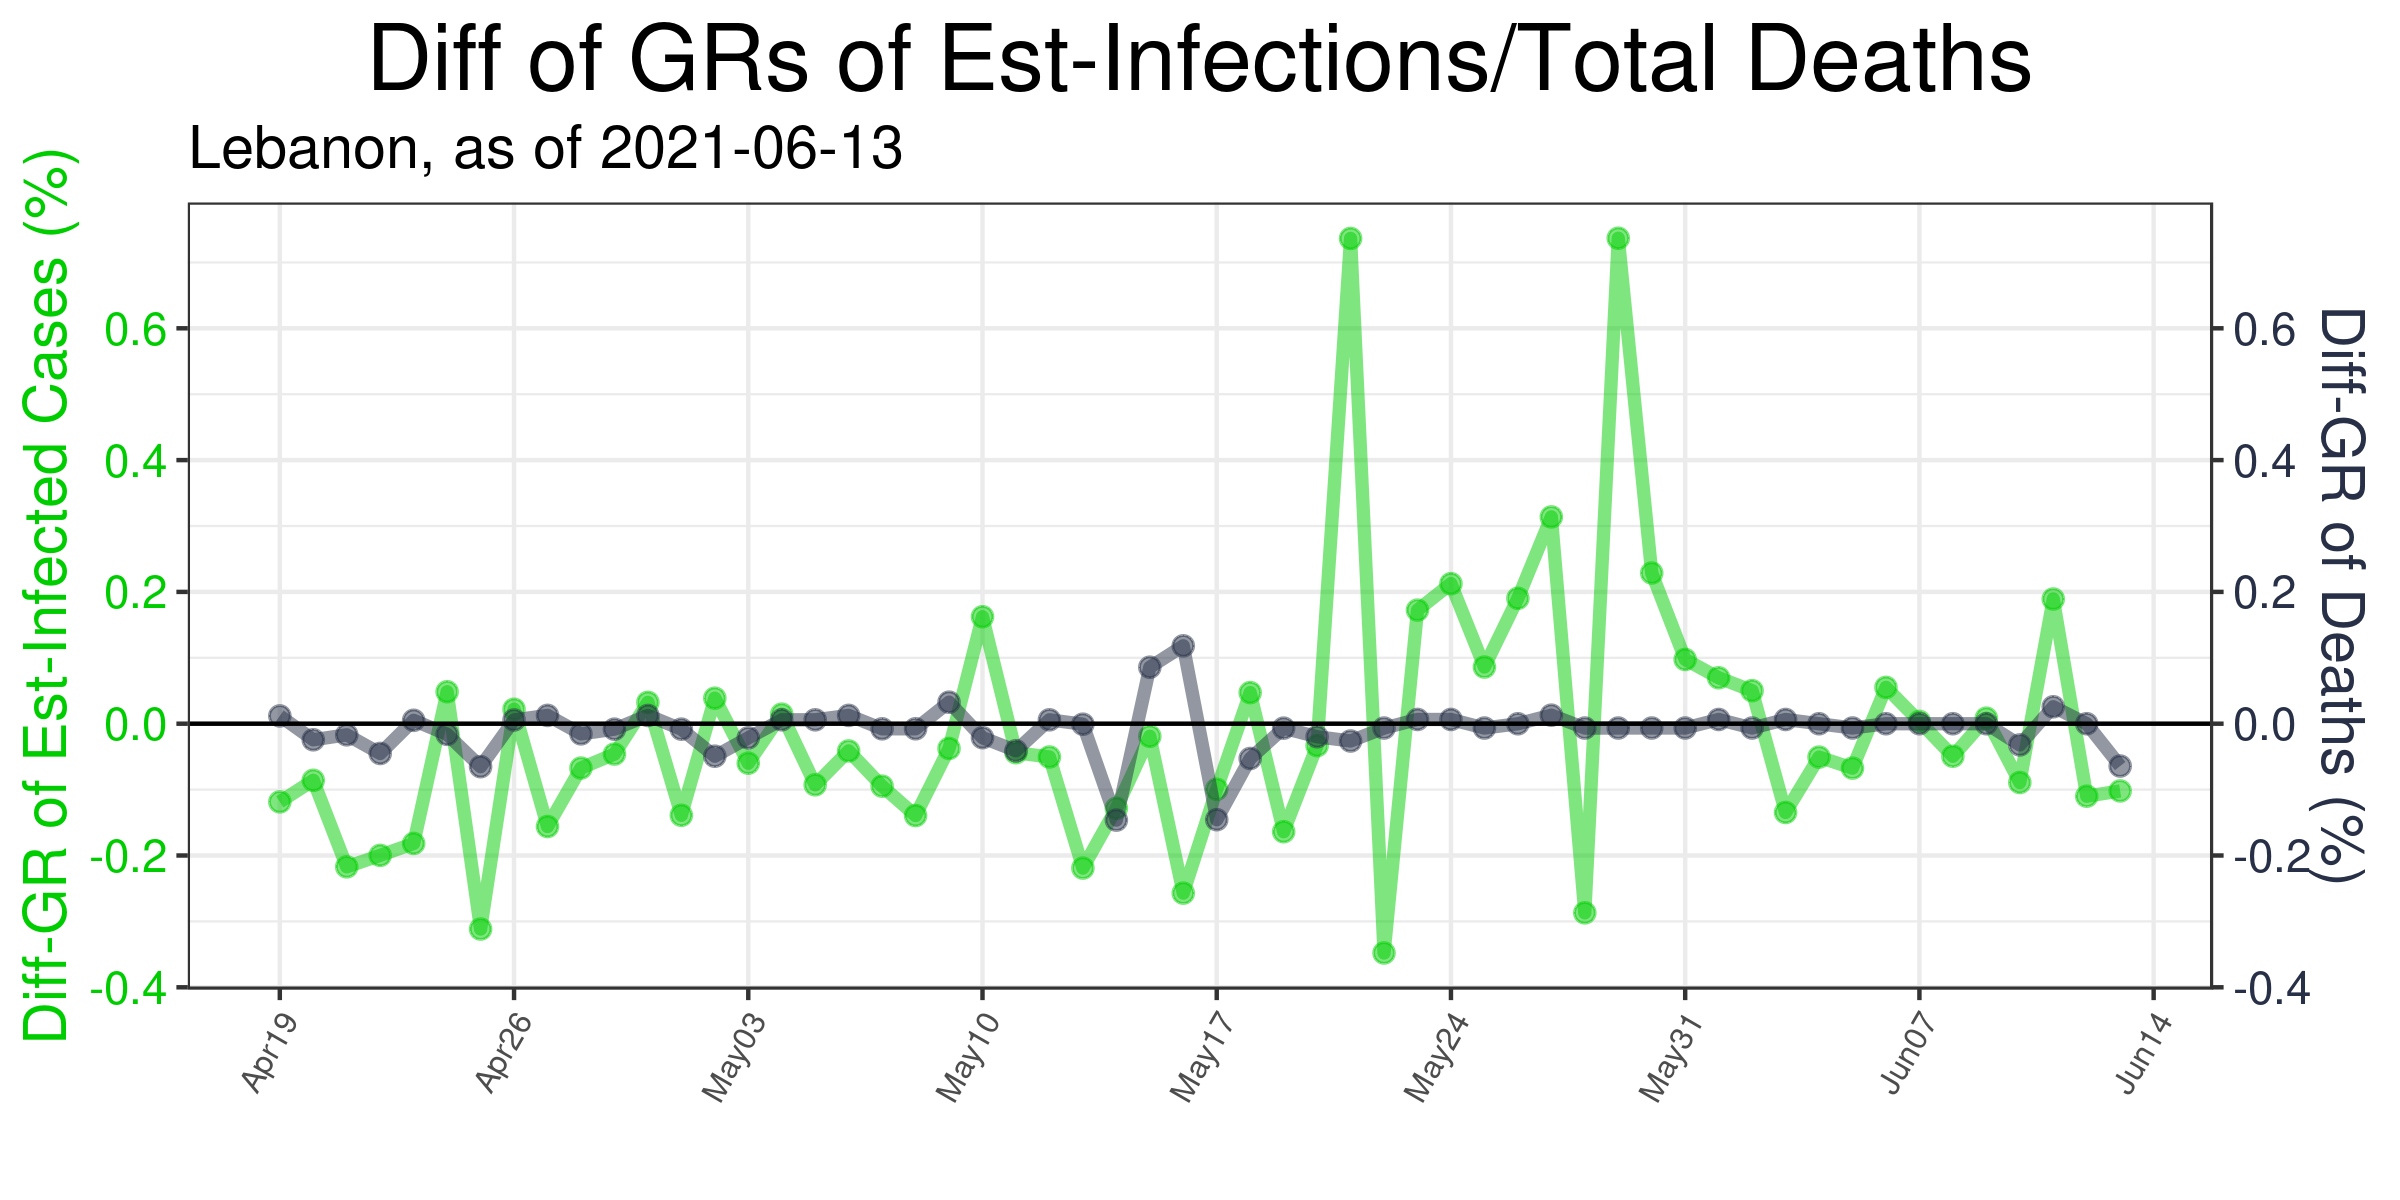 Diff of GRs of Est-Infections/Total Deaths
Lebanon, as of 2021-06-13
Diff-GR of Est-Infected Cases (%)
0.6
0.4
0.2
0.0
-0.2
-0.4
0.6
0.4
0.2
0.0
-0.2
-0.4
Diff-GR of Deaths (%)
Apr19
Apr26
May03
May10
May17
May24
May31
Jun07
Jun14